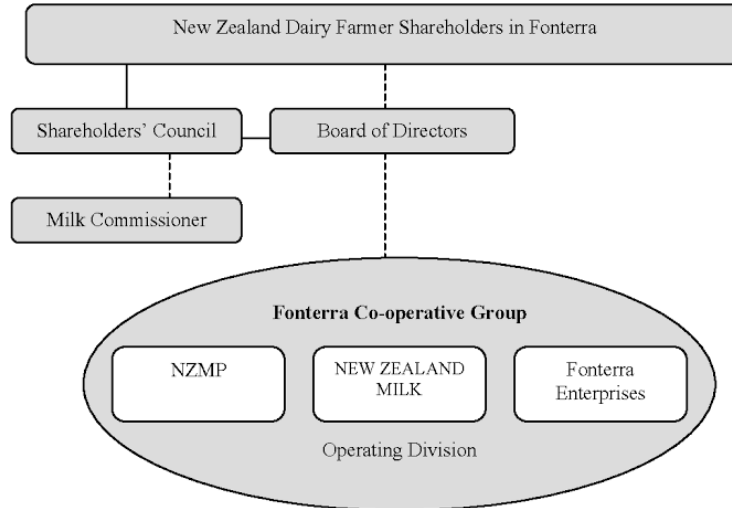 New Zealand Dairy Farmer Shareholders in Fonterra
Shareholders' Council
Board of Directors
Milk Commissioner
Fonterra Co-operative Group
NZMP
NEW ZEALAND
MILK
Fonterra
Enterprises
Operating Division